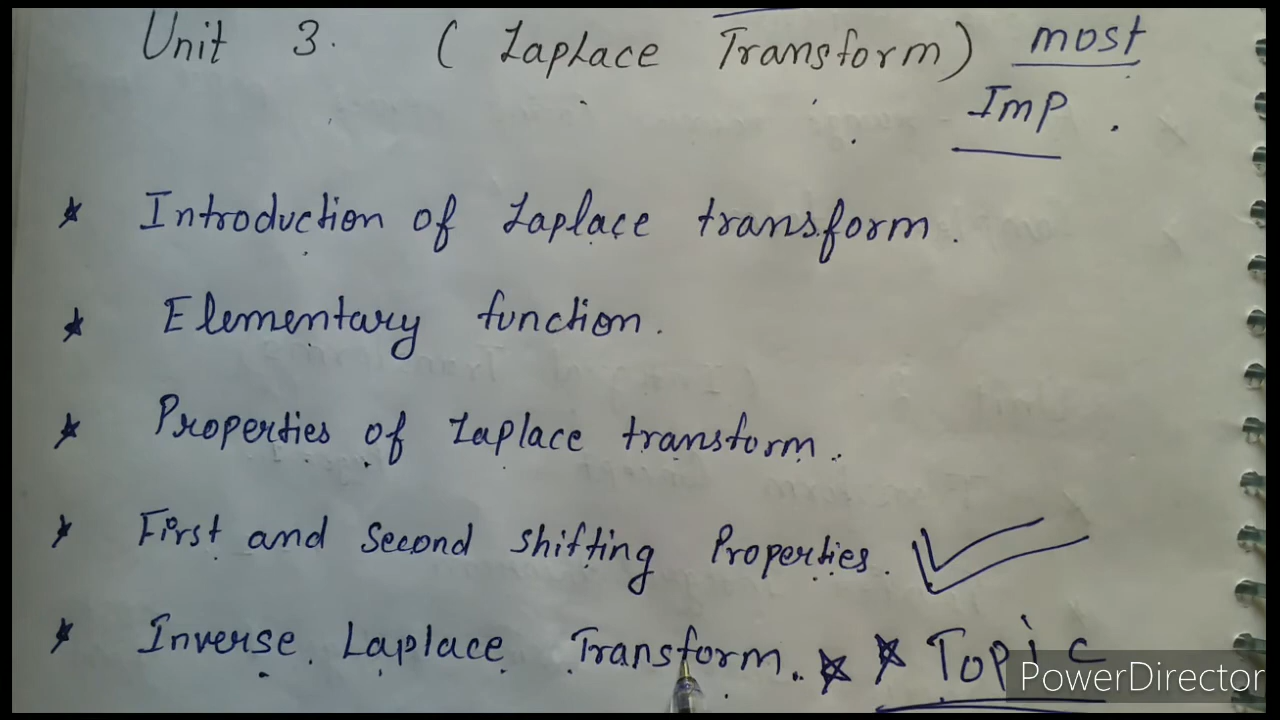 Unit 3. (Laplace Transform) most
Imp.
* Introduction of Laplace transform.
* Elementary function.
* Properties of Laplace transform.
* First and Second shifting Properties. ✓
* Inverse Laplace Transform. * * Topic
PowerDirector